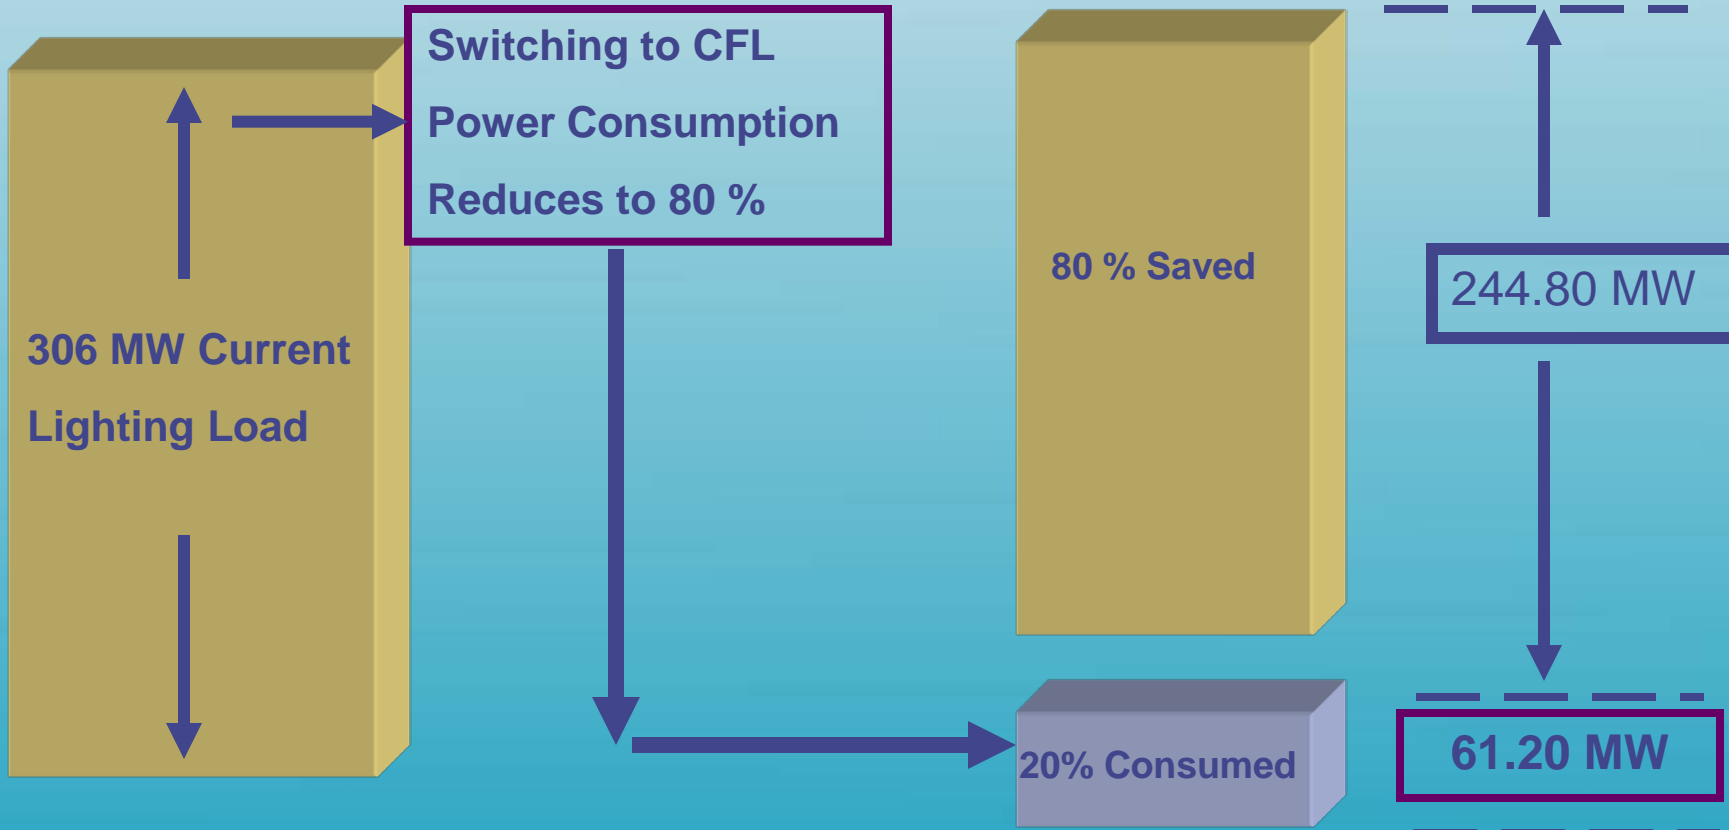 Switching to CFL
Power Consumption
Reduces to 80 %
306 MW Current
Lighting Load
80 % Saved
244.80 MW
20% Consumed
61.20 MW